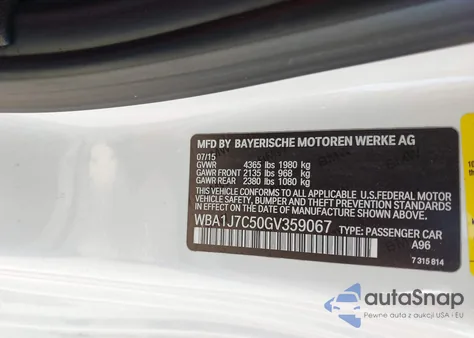 MFD BY BAYERISCHE MOTOREN WERKE AG
07/15
GVWR 4365 lbs 1980 kg
GAWR FRONT 2135 lbs 968 kg
GAWR REAR 2380 lbs 1080 kg
THIS VEHICLE CONFORMS TO ALL APPLICABLE U.S.FEDERAL MOTOR
VEHICLE SAFETY, BUMPER, AND THEFT PREVENTION STANDARDS
IN EFFECT ON THE DATE OF MANUFACTURE SHOWN ABOVE.
WBA1J7C50GV359067 TYPE: PASSENGER CAR
A96
7 315 814
autoSnap
Pewne auta z aukcji USA - EU